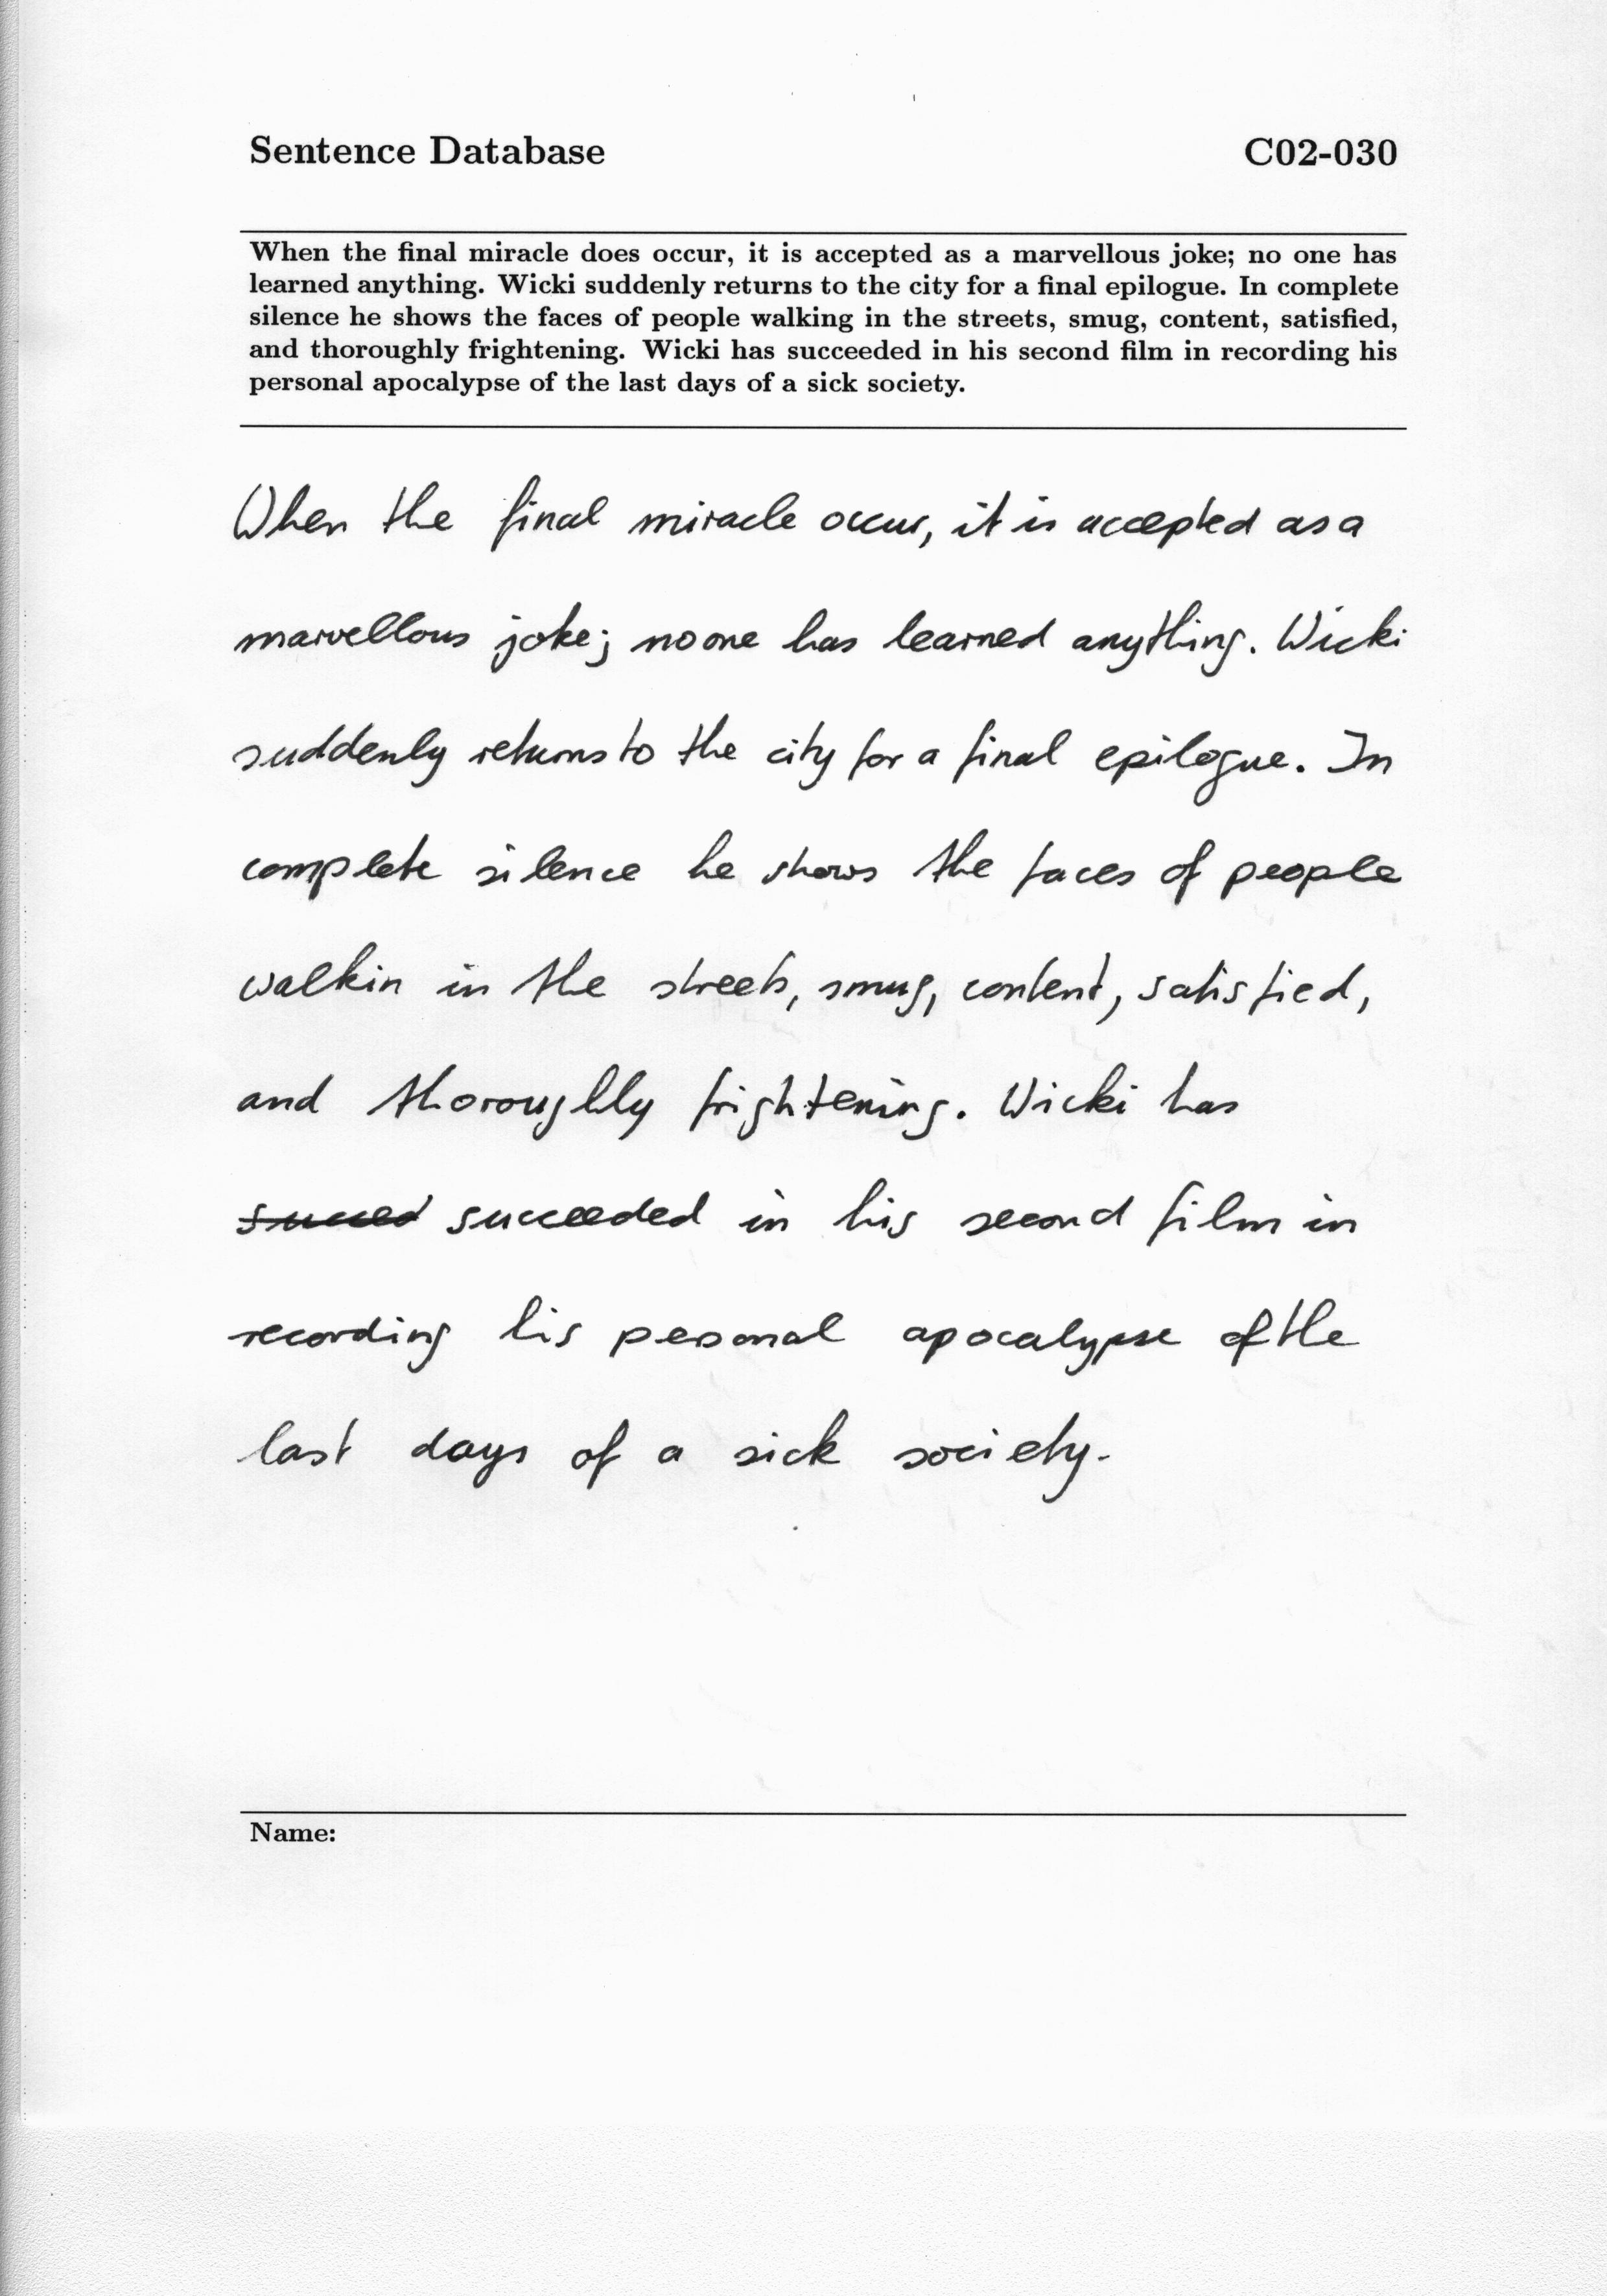 Sentence Database C02-030
When the final miracle does occur, it is accepted as a marvellous joke; no one has
learned anything. Wicki suddenly returns to the city for a final epilogue. In complete
silence he shows the faces of people walking in the streets, smug, content, satisfied,
and thoroughly frightening. Wicki has succeeded in his second film in recording his
personal apocalypse of the last days of a sick society.
When the final miracle occur, it is accepted as a
marvellous joke; no one has learned anything. Wicki
suddenly returns to the city for a final epilogue. In
complete silence he shows the faces of people
walkin in the streets, smug, content, satisfied,
and thoroughly frightening. Wicki has
succeeded in his second film in
recording his pesonal apocalypse of the
last days of a sick society.
Name: